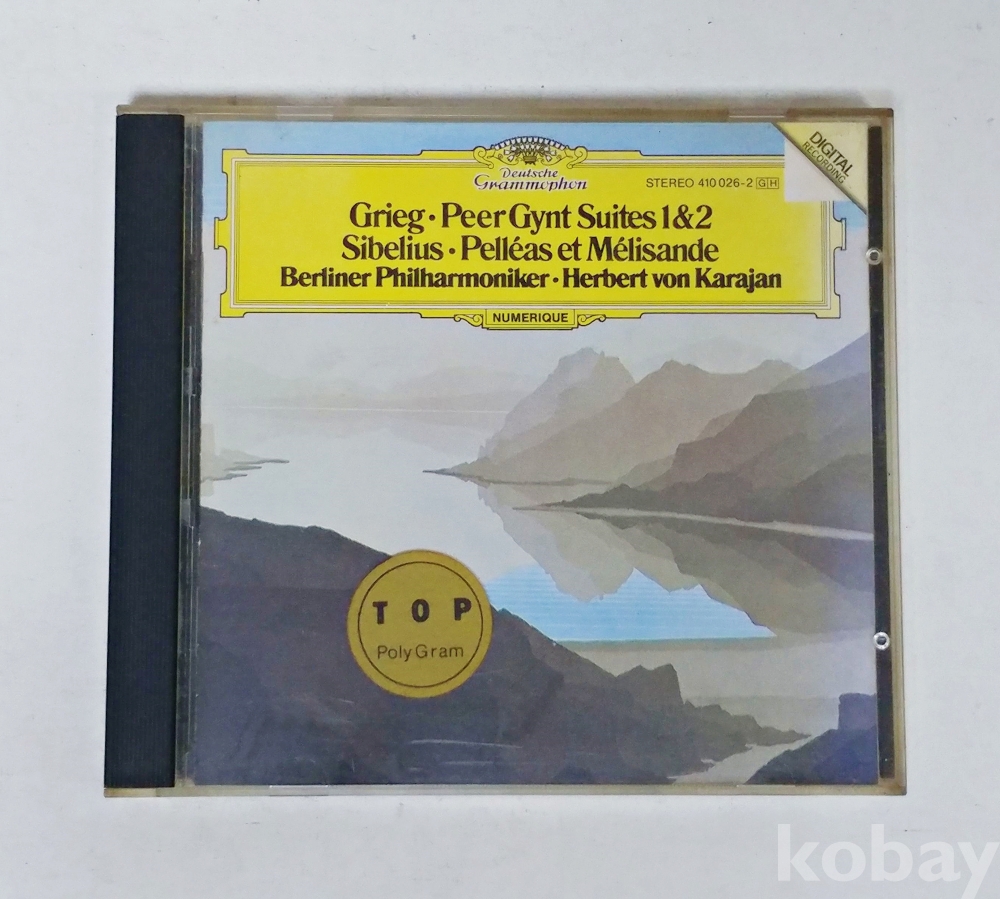 DIGITAL
RECORDING
Deutsche
Grammophon
STEREO 410 026-2 GH
Grieg · Peer Gynt Suites 1 & 2
Sibelius · Pelléas et Mélisande
Berliner Philharmoniker · Herbert von Karajan
NUMERIQUE
TOP
PolyGram
kobay